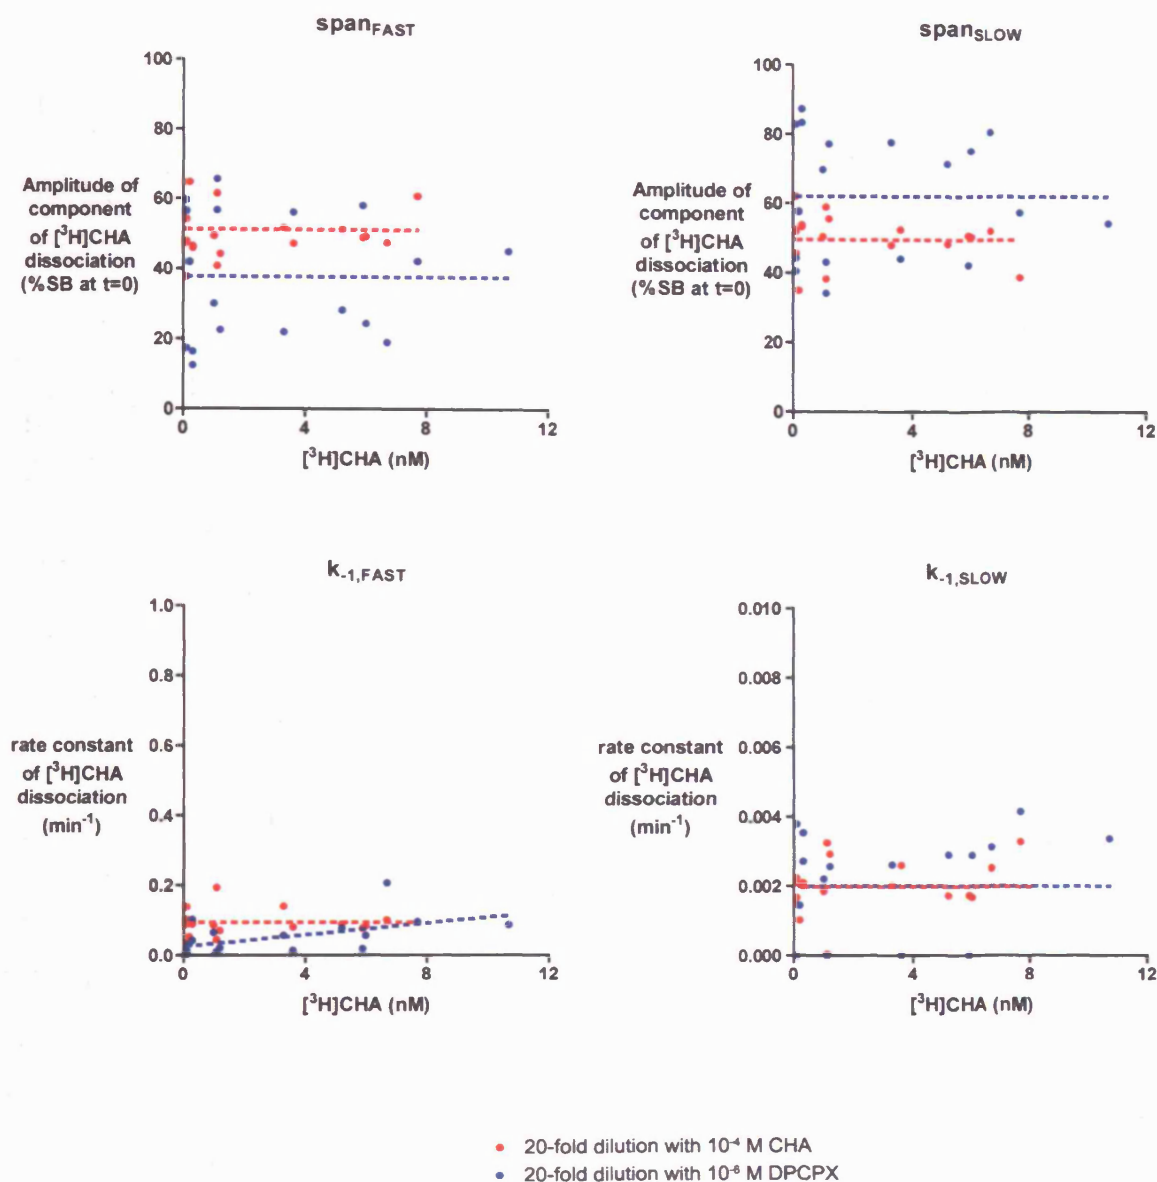 span_FAST
100
80
60
40
20
0
Amplitude of
component
of [³H]CHA
dissociation
(%SB at t=0)
0 4 8 12
[³H]CHA (nM)
span_SLOW
100
80
60
40
20
0
Amplitude of
component
of [³H]CHA
dissociation
(%SB at t=0)
0 4 8 12
[³H]CHA (nM)
k₋₁,FAST
1.0
0.8
0.6
0.4
0.2
0.0
rate constant
of [³H]CHA
dissociation
(min⁻¹)
0 4 8 12
[³H]CHA (nM)
k₋₁,SLOW
0.010
0.008
0.006
0.004
0.002
0.000
rate constant
of [³H]CHA
dissociation
(min⁻¹)
0 4 8 12
[³H]CHA (nM)
20-fold dilution with 10⁻⁴ M CHA
20-fold dilution with 10⁻⁶ M DPCPX